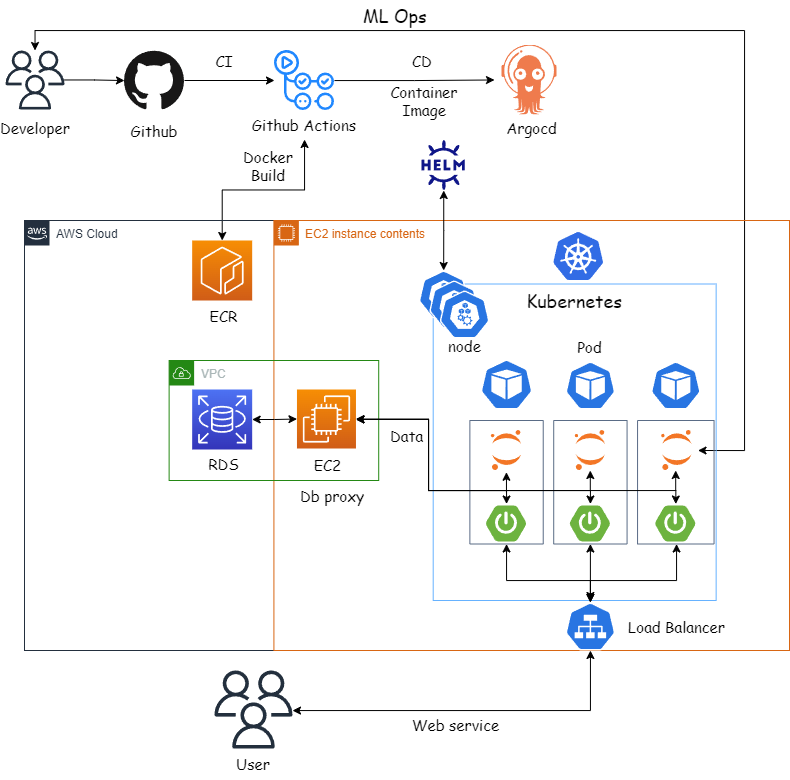 ML Ops
CI
CD
Container
Image
Developer
Github
Github Actions
Argocd
Docker
Build
HELM
aws
AWS Cloud
EC2 instance contents
ECR
Kubernetes
node
Pod
VPC
RDS
EC2
Data
Db proxy
Load Balancer
Web service
User